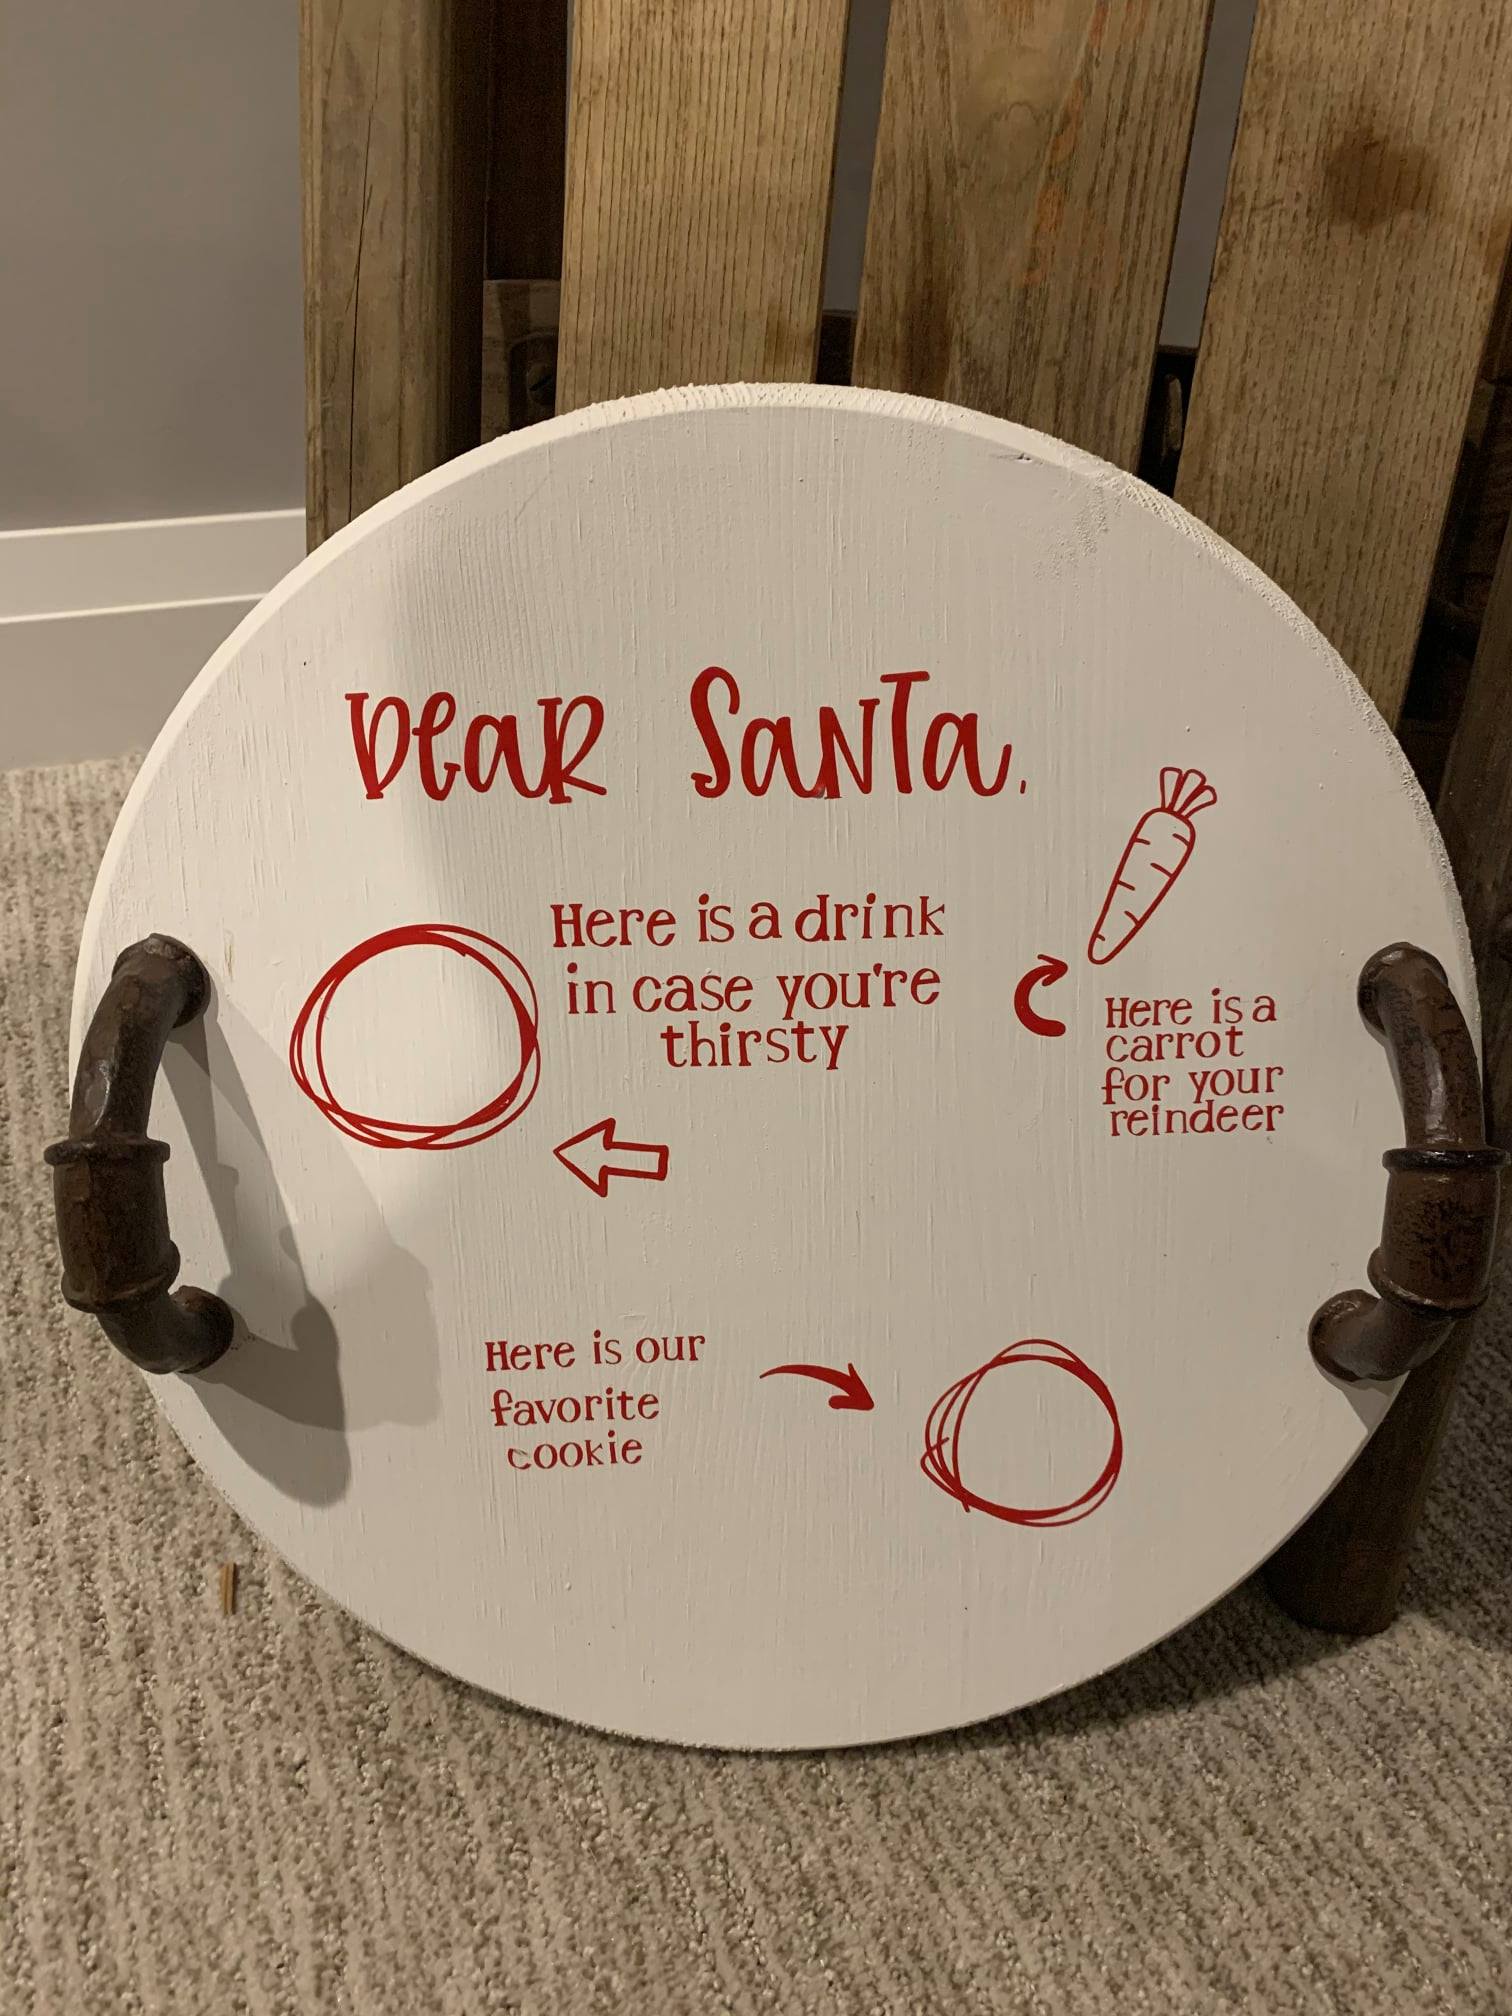 Dear Santa,
Here is a drink
in case you're
thirsty
Here is a
carrot
for your
reindeer
Here is our
favorite
cookie